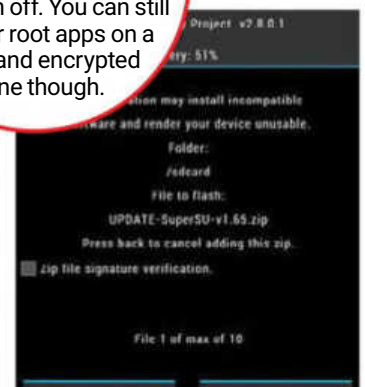 n off. You can still
r root apps on a
and encrypted
ne though.
Project v2.8.0.1
ery: 51%
ation may install incompatible
ware and render your device unusable.
Folder:
/sdcard
File to flash:
UPDATE-SuperSU-v1.65.zip
Press back to cancel adding this zip.
Zip file signature verification.
File 1 of max of 10